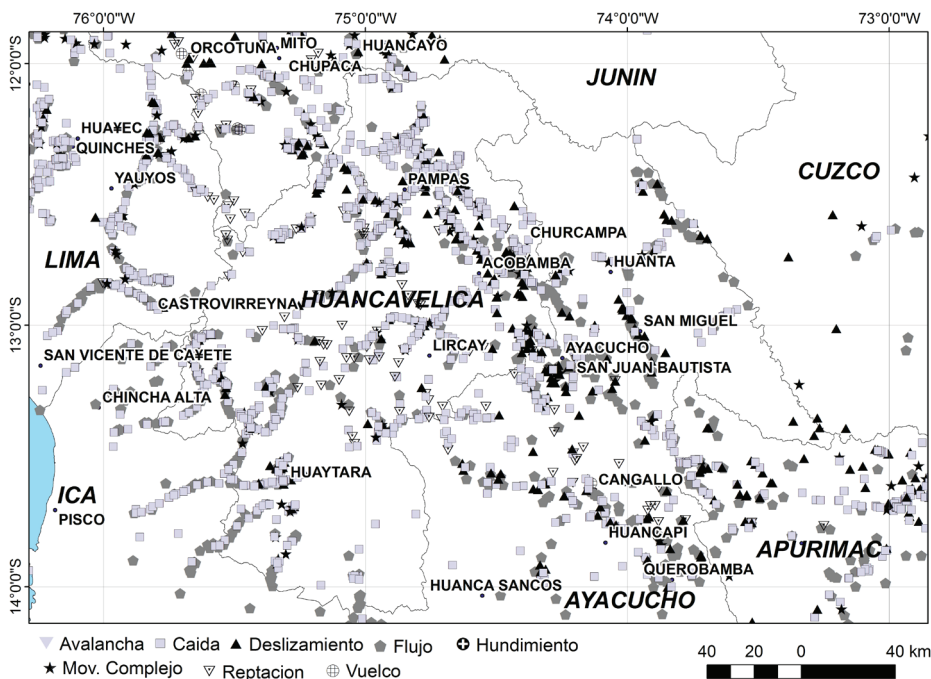 76°0'0"W 75°0'0"W 74°0'0"W 73°0'0"W
ORCOTUNA MITO HUANCAYO
CHUPACA
12°0'0"S
JUNIN
HUA¥EC
QUINCHES
CUZCO
YAUYOS PAMPAS
CHURCAMPA
LIMA ACOBAMBA HUANTA
CASTROVIRREYNA HUANCAVELICA
13°0'0"S
SAN MIGUEL
SAN VICENTE DE CA¥ETE LIRCAY AYACUCHO
SAN JUAN BAUTISTA
CHINCHA ALTA
HUAYTARA
CANGALLO
ICA
PISCO
HUANCAPI
APURIMAC
QUEROBAMBA
14°0'0"S
HUANCA SANCOS
AYACUCHO
Avalancha Caida Deslizamiento Flujo Hundimiento
Mov. Complejo Reptacion Vuelco
40 20 0 40 km